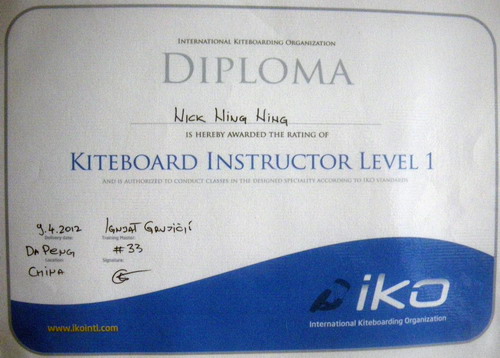 INTERNATIONAL KITEBOARDING ORGANIZATION
DIPLOMA
NICK NING NING
IS HEREBY AWARDED THE RATING OF
KITEBOARD INSTRUCTOR LEVEL 1
AND IS AUTHORIZED TO CONDUCT CLASSES IN THE DESIGNED SPECIALITY ACCORDING TO IKO STANDARDS
9.4.2012
Delivery date:
DA PENG
Location:
CHINA
Training Master:
#33
Signature:
iko
International Kiteboarding Organization
www.ikointl.com